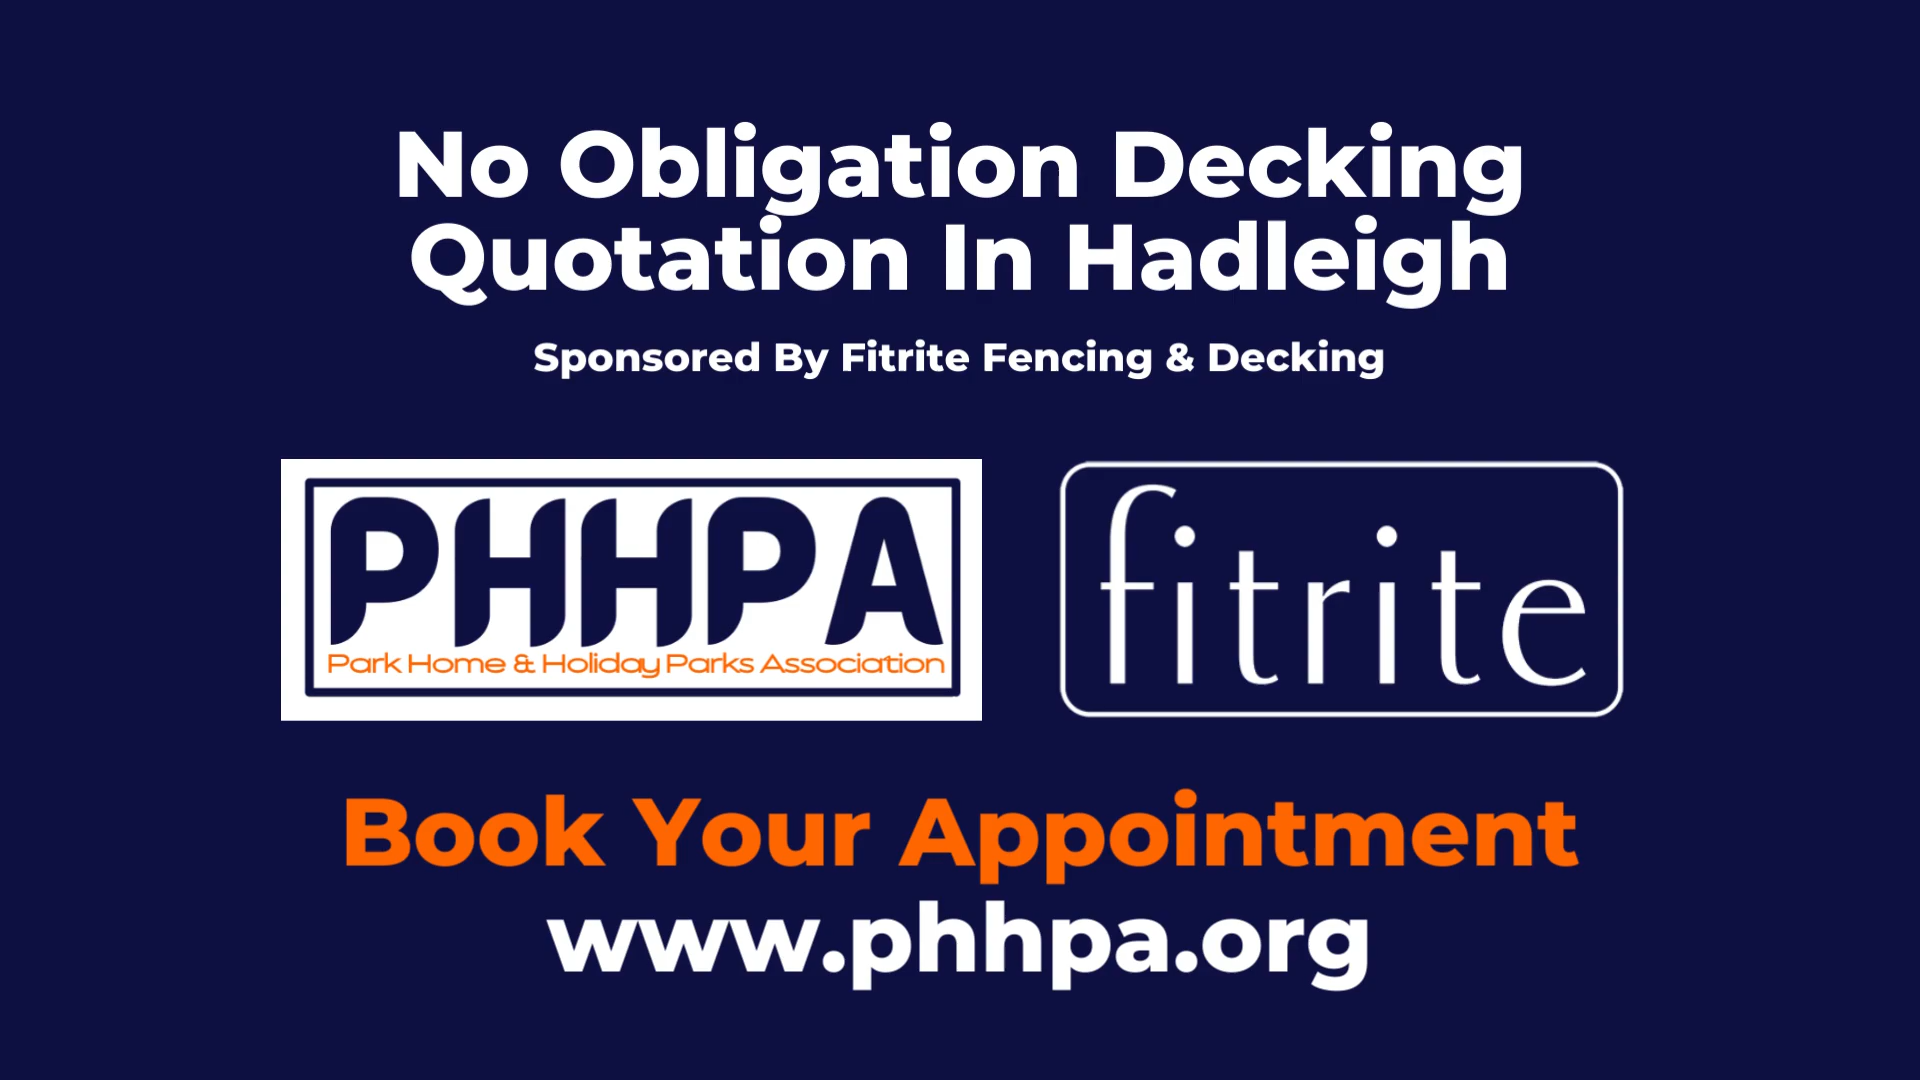 No Obligation Decking
Quotation In Hadleigh
Sponsored By Fitrite Fencing & Decking
PHHPA
Park Home & Holiday Parks Association
fitrite
Book Your Appointment
www.phhpa.org